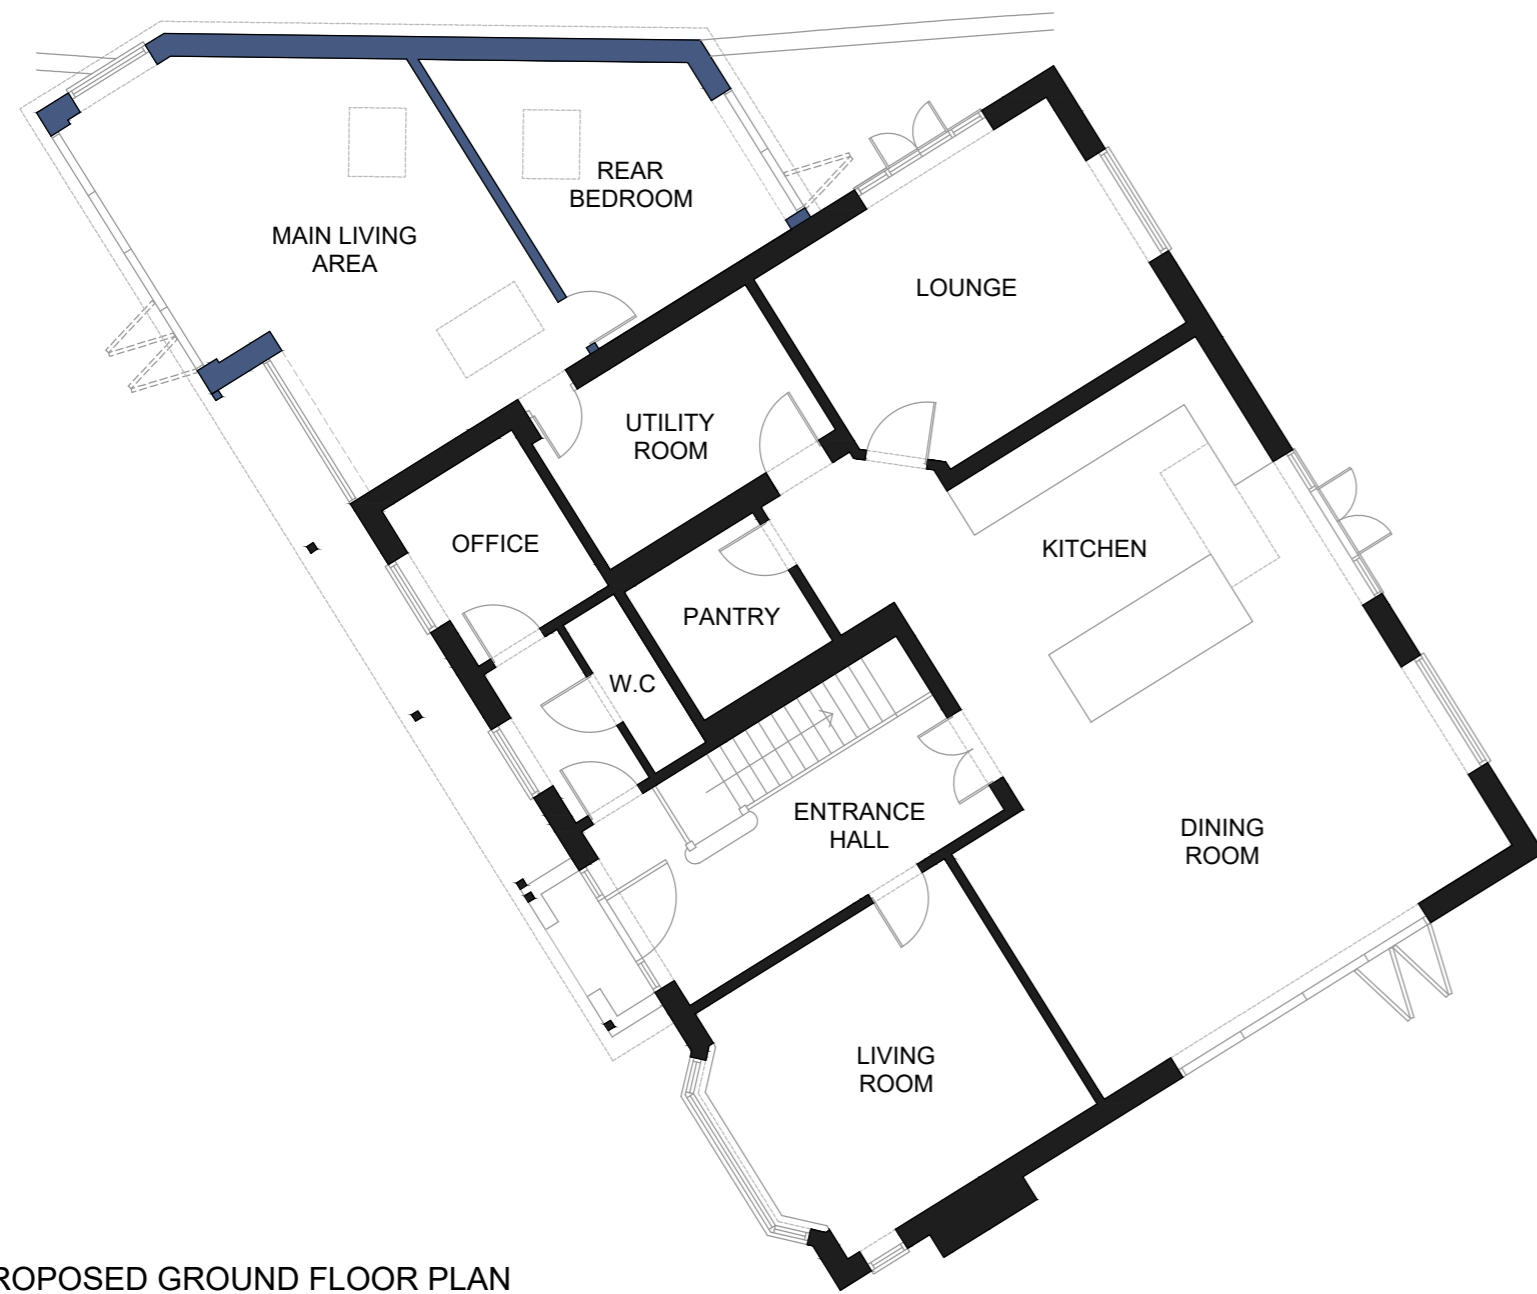 REAR
BEDROOM
MAIN LIVING
AREA
LOUNGE
UTILITY
ROOM
OFFICE
KITCHEN
PANTRY
W.C
ENTRANCE
HALL
DINING
ROOM
LIVING
ROOM
ROPOSED GROUND FLOOR PLAN